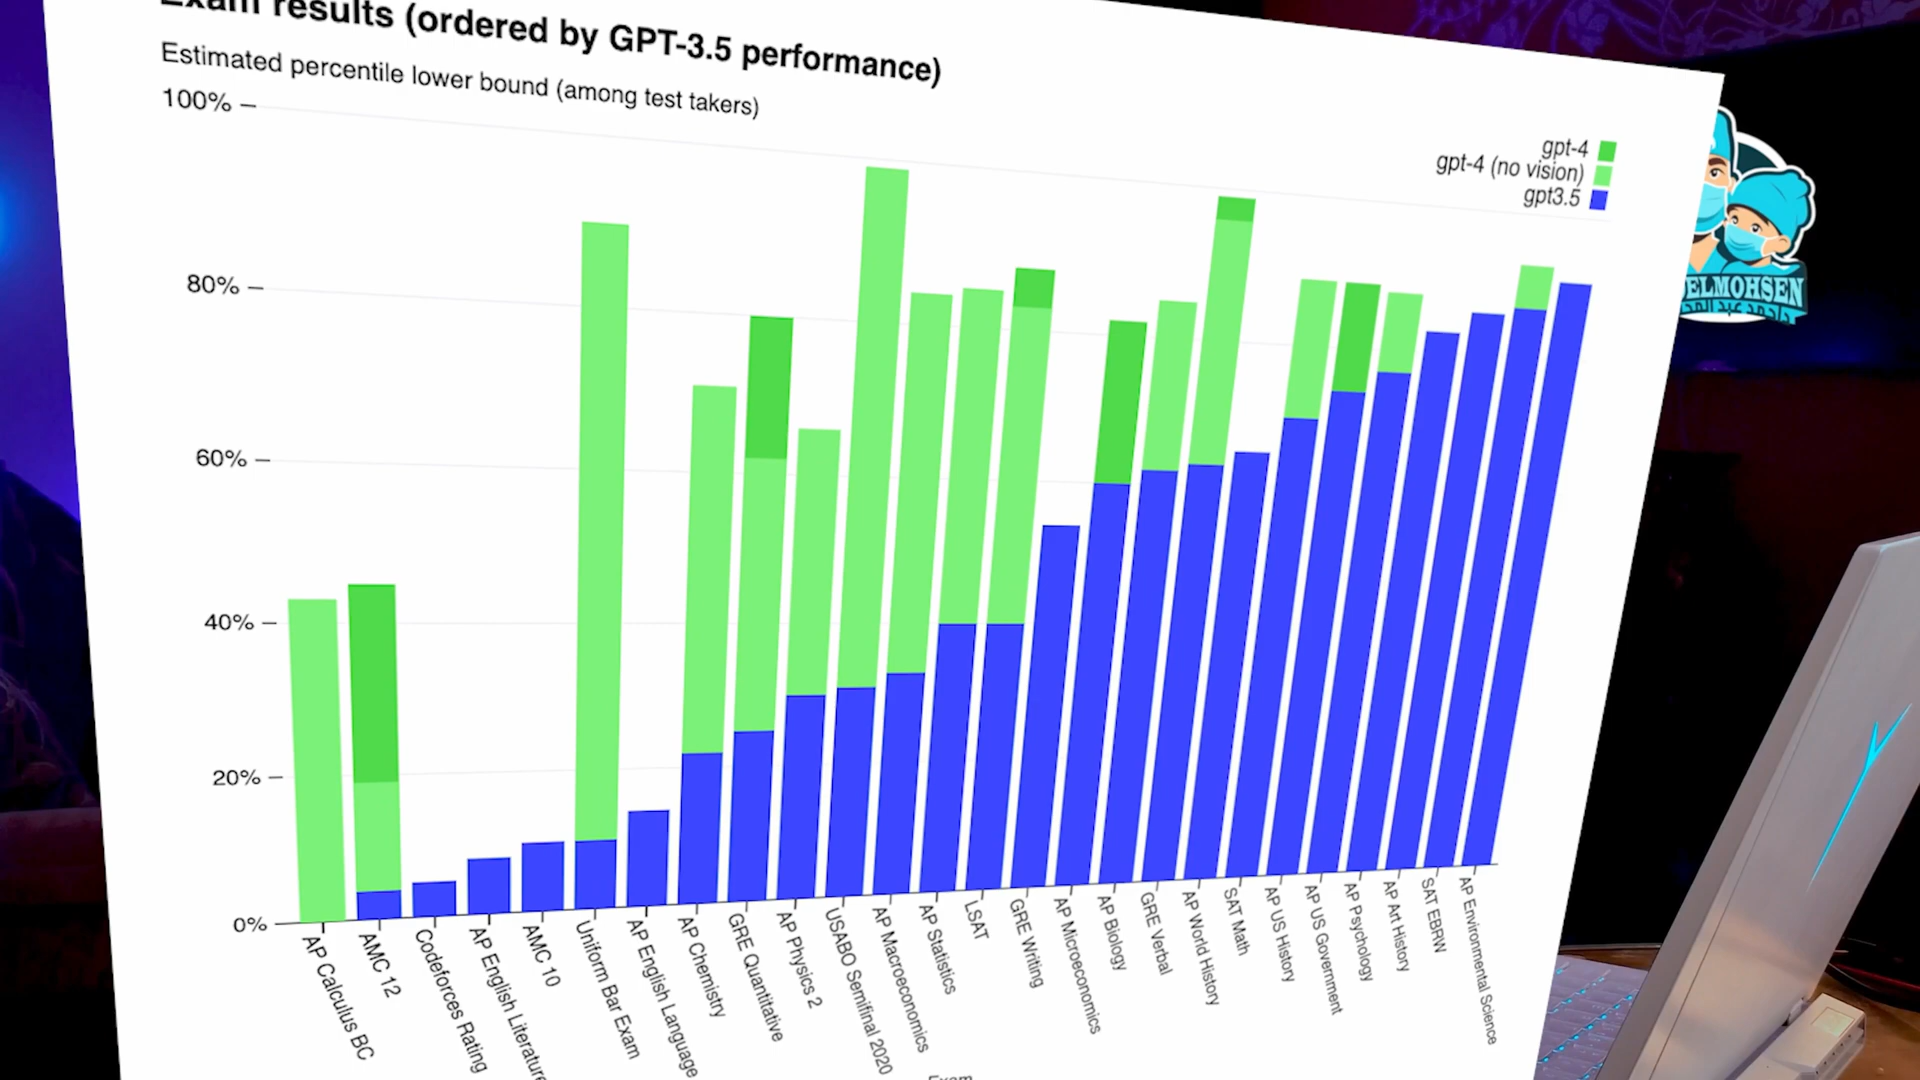 Exam results (ordered by GPT-3.5 performance)
Estimated percentile lower bound (among test takers)
100%
80%
60%
40%
20%
0%
gpt-4
gpt-4 (no vision)
gpt3.5
AP Calculus BC
AMC 12
Codeforces Rating
AP English Literature
AMC 10
Uniform Bar Exam
AP English Language
AP Chemistry
GRE Quantitative
AP Physics 2
USABO Semifinal 2020
AP Macroeconomics
AP Statistics
LSAT
GRE Writing
AP Microeconomics
AP Biology
GRE Verbal
AP World History
SAT Math
AP US History
AP US Government
AP Psychology
AP Art History
SAT EBRW
AP Environmental Science
Exam
ELMOHSEN